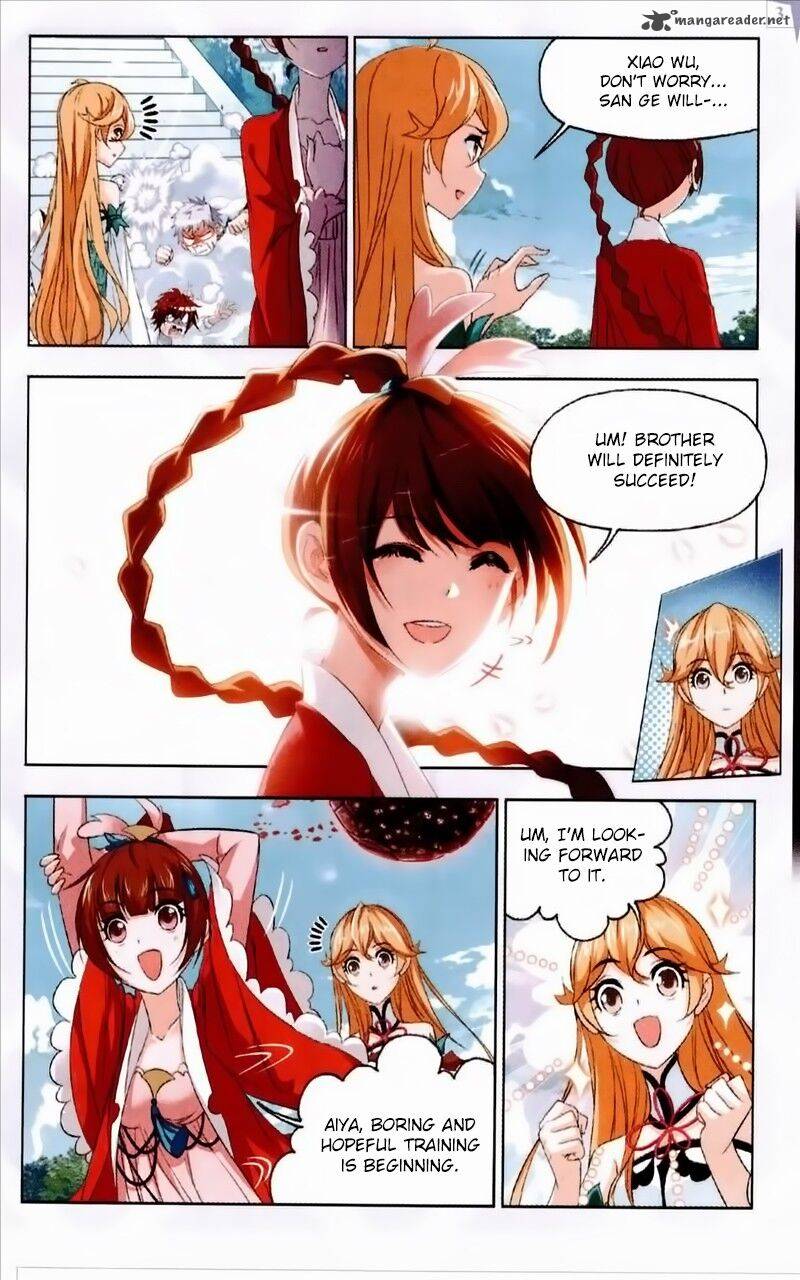 mangareader.net
3
XIAO WU,
DON'T WORRY...
SAN GE WILL-...
UM! BROTHER
WILL DEFINITELY
SUCCEED!
UM, I'M LOOK-
ING FORWARD
TO IT.
AIYA, BORING AND
HOPEFUL TRAINING
IS BEGINNING.